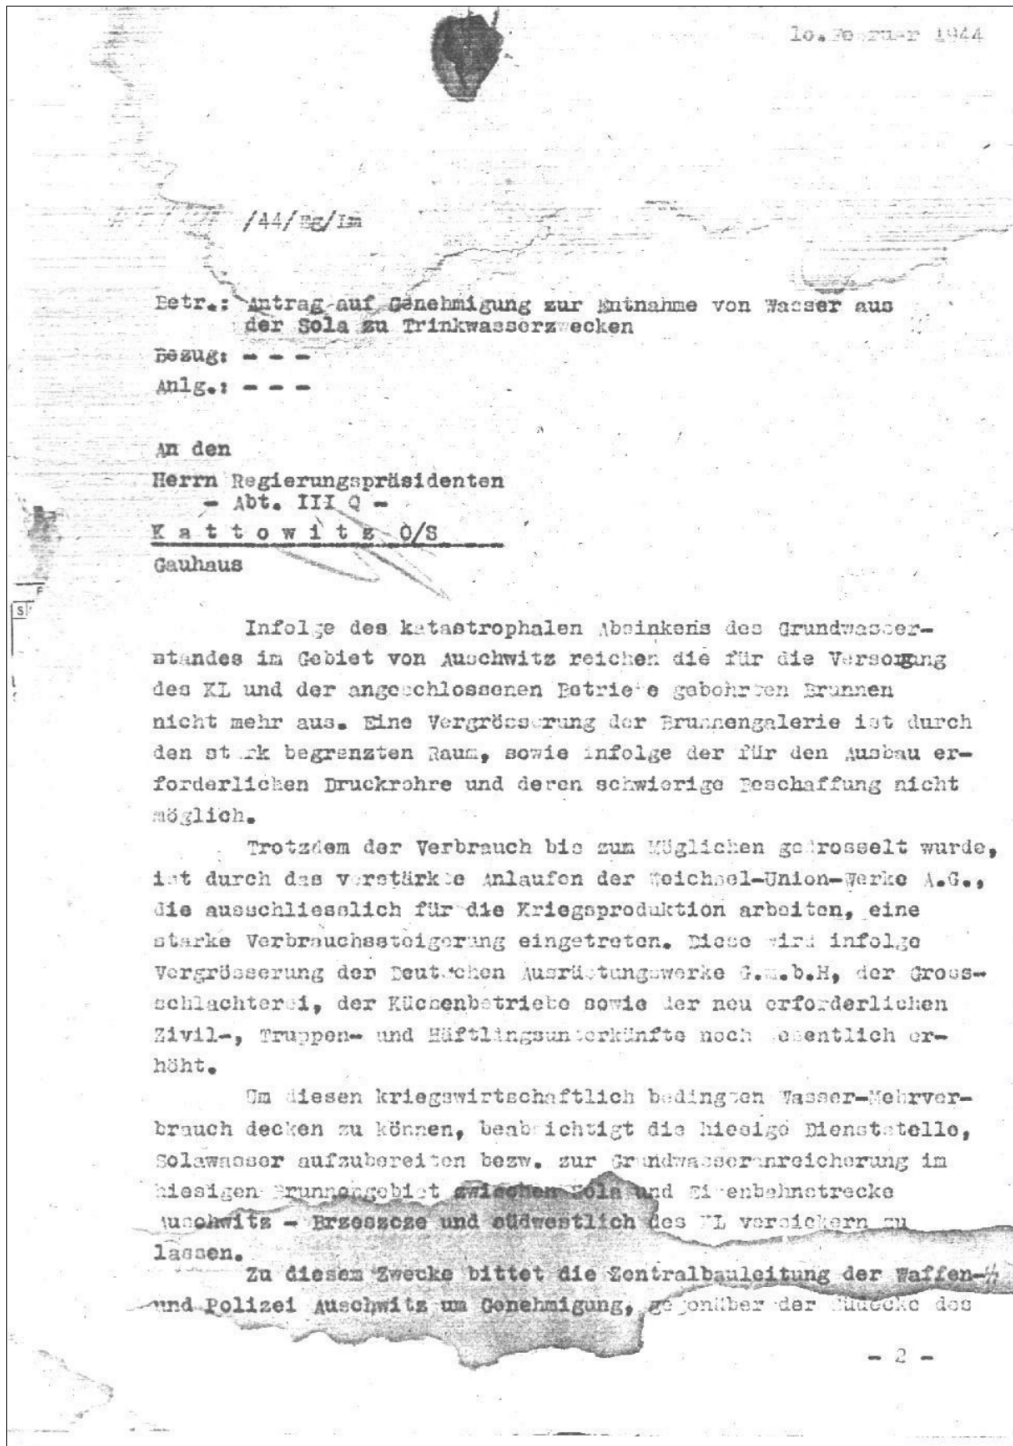 10. Februar 1944
/44/Eg/Lm
Betr.: Antrag auf Genehmigung zur Entnahme von Wasser aus
der Sola zu Trinkwasserzwecken
Bezug: - - -
Anlg.: - - -
An den
Herrn Regierungspräsidenten
- Abt. III Q -
K a t t o w i t z O/S
Gauhaus
Infolge des katastrophalen Absinkens des Grundwasser-
standes im Gebiet von Auschwitz reichen die für die Versorgung
des KL und der angeschlossenen Betriebe gebohrten Brunnen
nicht mehr aus. Eine Vergrösserung der Brunnengalerie ist durch
den stark begrenzten Raum, sowie infolge der für den Ausbau er-
forderlichen Druckrohre und deren schwierige Beschaffung nicht
möglich.
Trotzdem der Verbrauch bis zum Möglichen gedrosselt wurde,
ist durch das verstärkte Anlaufen der Weichsel-Union-Werke A.G.,
die ausschliesslich für die Kriegsproduktion arbeiten, eine
starke Verbrauchssteigerung eingetreten. Diese wird infolge
Vergrösserung der Deutschen Ausrüstungswerke G.m.b.H, der Gross-
schlachterei, der Küchenbetriebe sowie der neu erforderlichen
Zivil-, Truppen- und Häftlingsunterkünfte noch wesentlich er-
höht.
Um diesen kriegswirtschaftlich bedingten Wasser-Mehrver-
brauch decken zu können, beabsichtigt die hiesige Dienststelle,
Solawasser aufzubereiten bezw. zur Grundwasseranreicherung im
hiesigen Brunnengebiet zwischen Sola und Eisenbahnstrecke
Auschwitz - Brzeszcze und südwestlich des KL versickern zu
lassen.
Zu diesem Zwecke bittet die Zentralbauleitung der Waffen-ᛋᛋ
und Polizei Auschwitz um Genehmigung, gegenüber der Südecke des
- 2 -